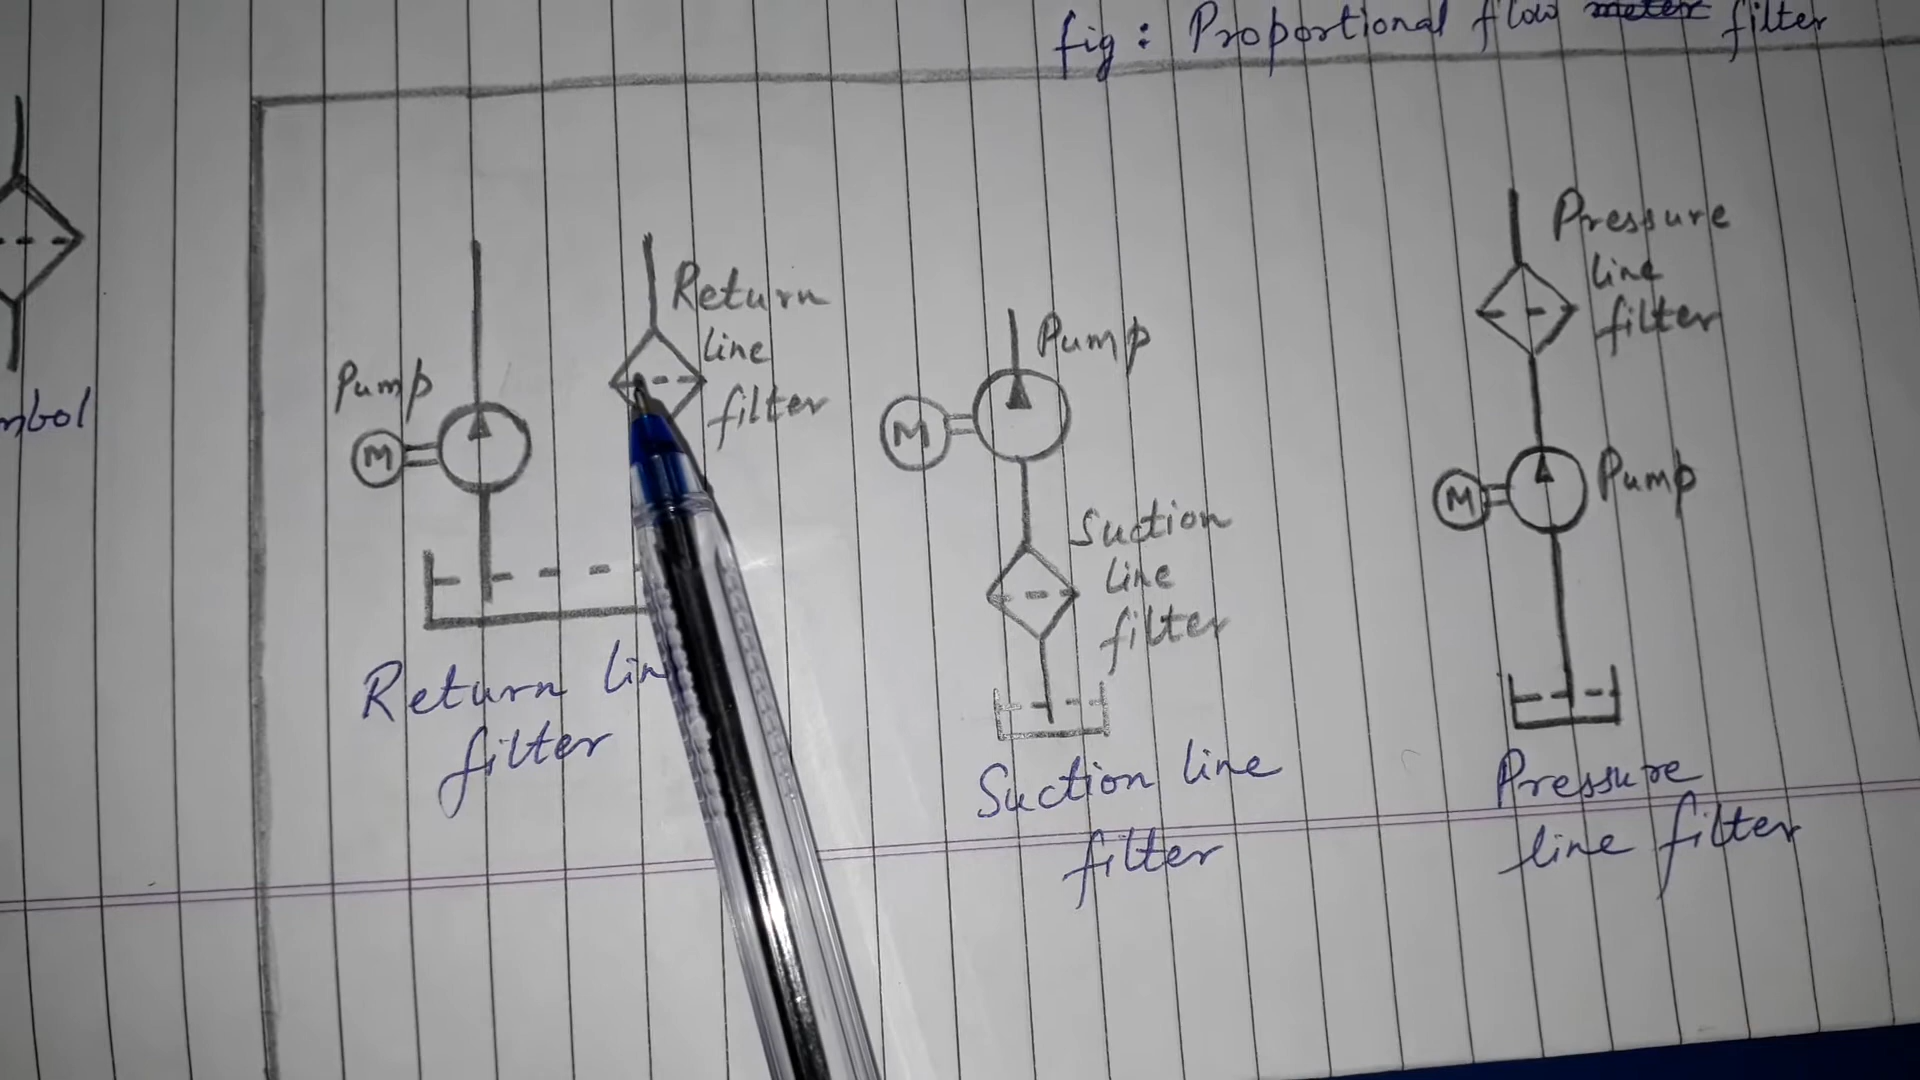 fig: Proportional flow meter filter
mbol
Pump
M
Return
line
filter
Return lin
filter
Pump
M
Suction
line
filter
Suction line
filter
Pressure
line
filter
M
Pump
Pressure
line filter